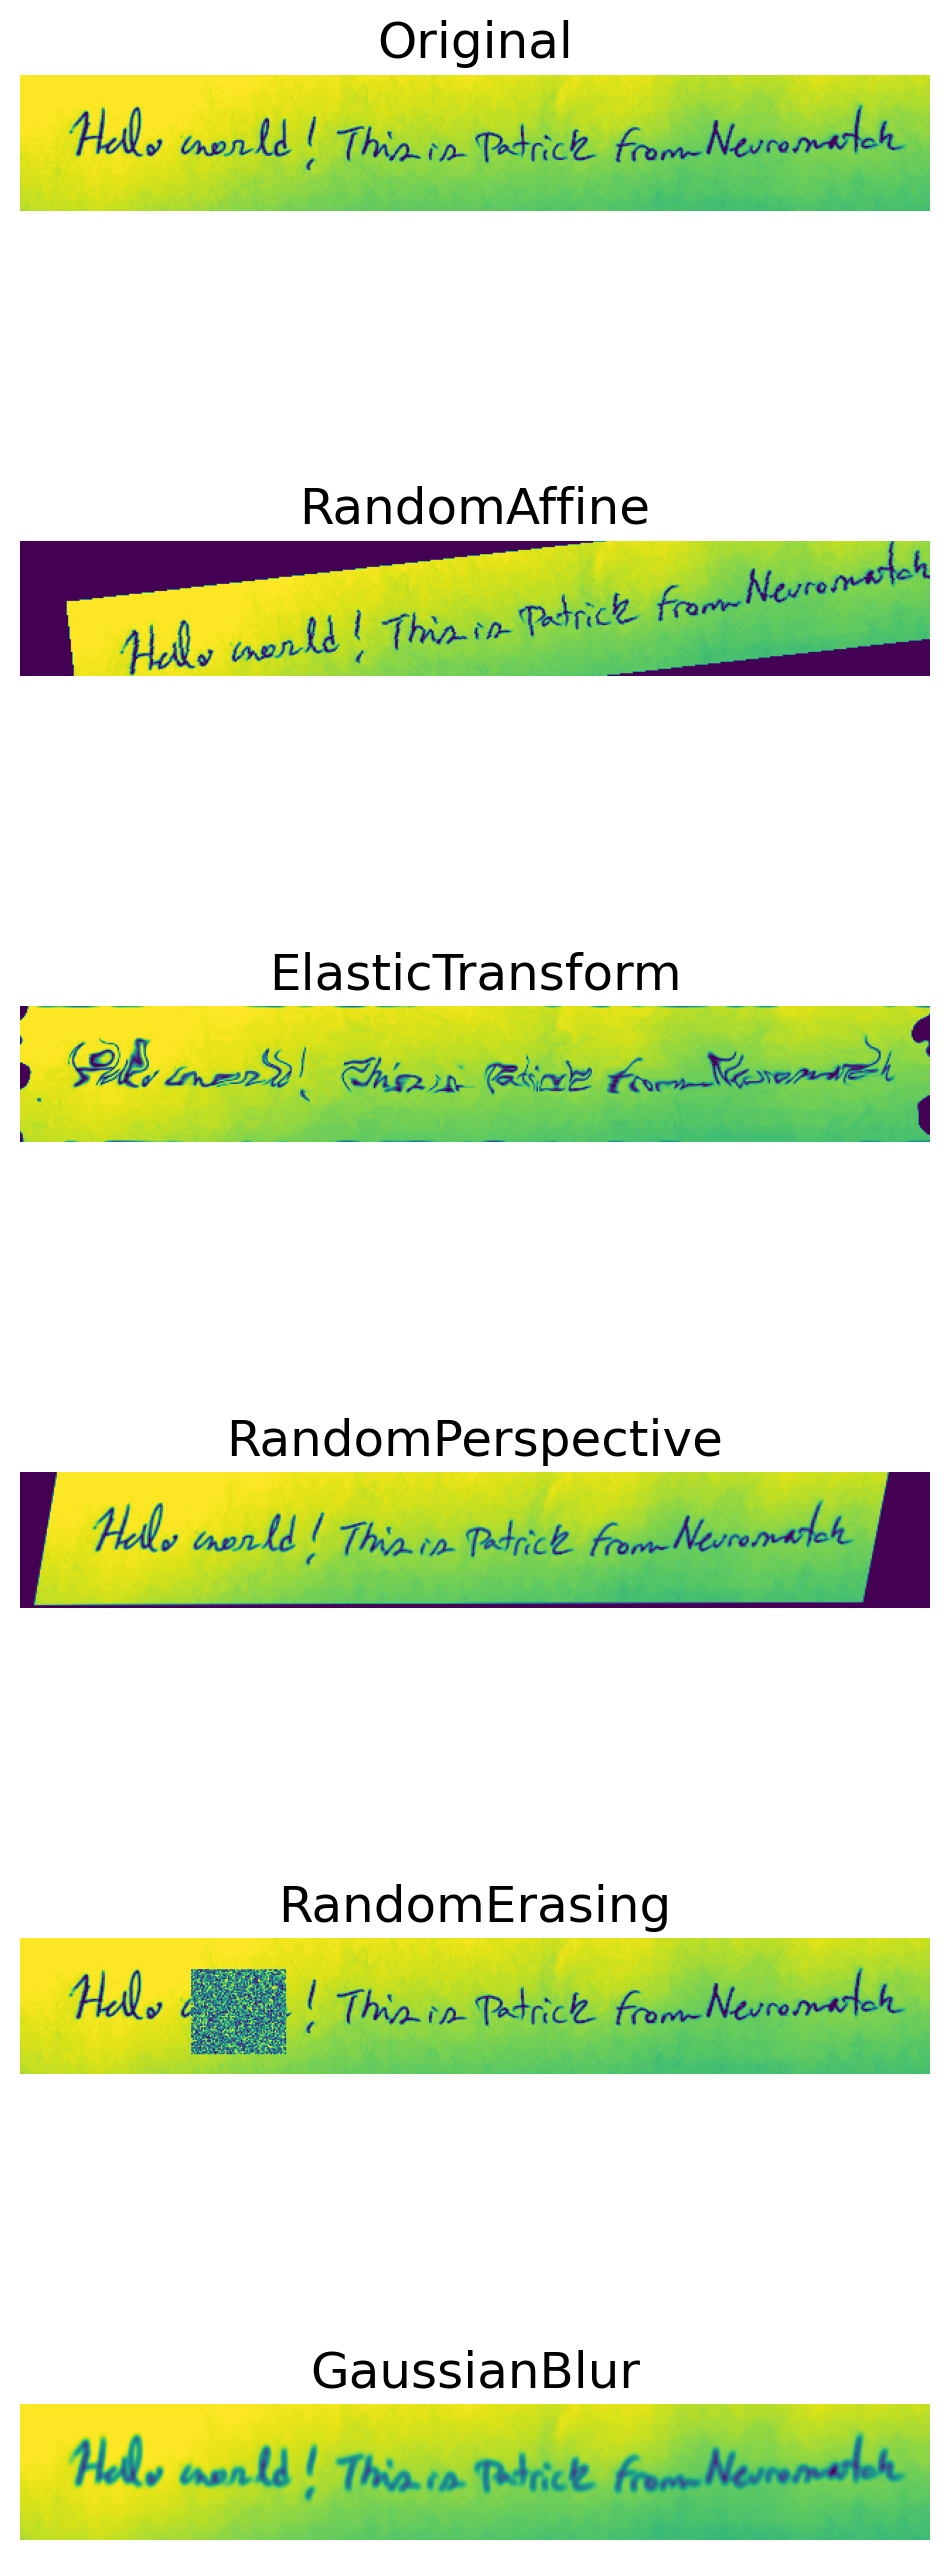 Original
Hello world! This is Patrick from Neuromatch
RandomAffine
Hello world! This is Patrick from Neuromatch
ElasticTransform
Hello world! This is Patrick from Neuromatch
RandomPerspective
Hello world! This is Patrick from Neuromatch
RandomErasing
Hello ! This is Patrick from Neuromatch
GaussianBlur
Hello world! This is Patrick from Neuromatch